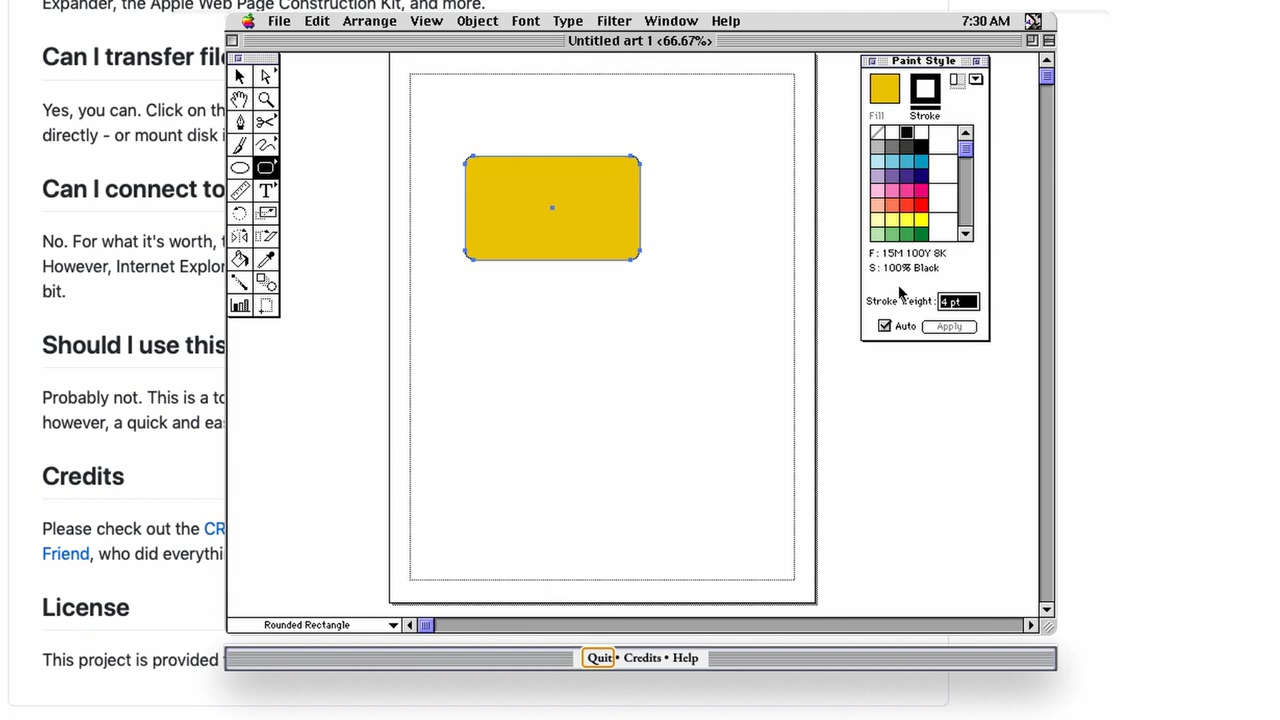 Expander, the Apple Web Page Construction Kit, and more.
Can I transfer file
Yes, you can. Click on th
directly - or mount disk i
Can I connect to
No. For what it's worth, t
However, Internet Explor
bit.
Should I use this
Probably not. This is a to
however, a quick and ea
Credits
Please check out the CR
Friend, who did everythi
License
This project is provided
File Edit Arrange View Object Font Type Filter Window Help 7:30 AM
Untitled art 1 <66.67%>
T
Paint Style
Fill Stroke
F: 15M 100Y 8K
S: 100% Black
Stroke Weight: 4 pt
Auto Apply
Rounded Rectangle
Quit • Credits • Help